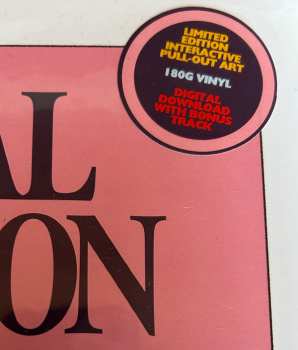 LIMITED
EDITION
INTERACTIVE
PULL-OUT ART
180G VINYL
DIGITAL
DOWNLOAD
WITH BONUS
TRACK
AL
ON